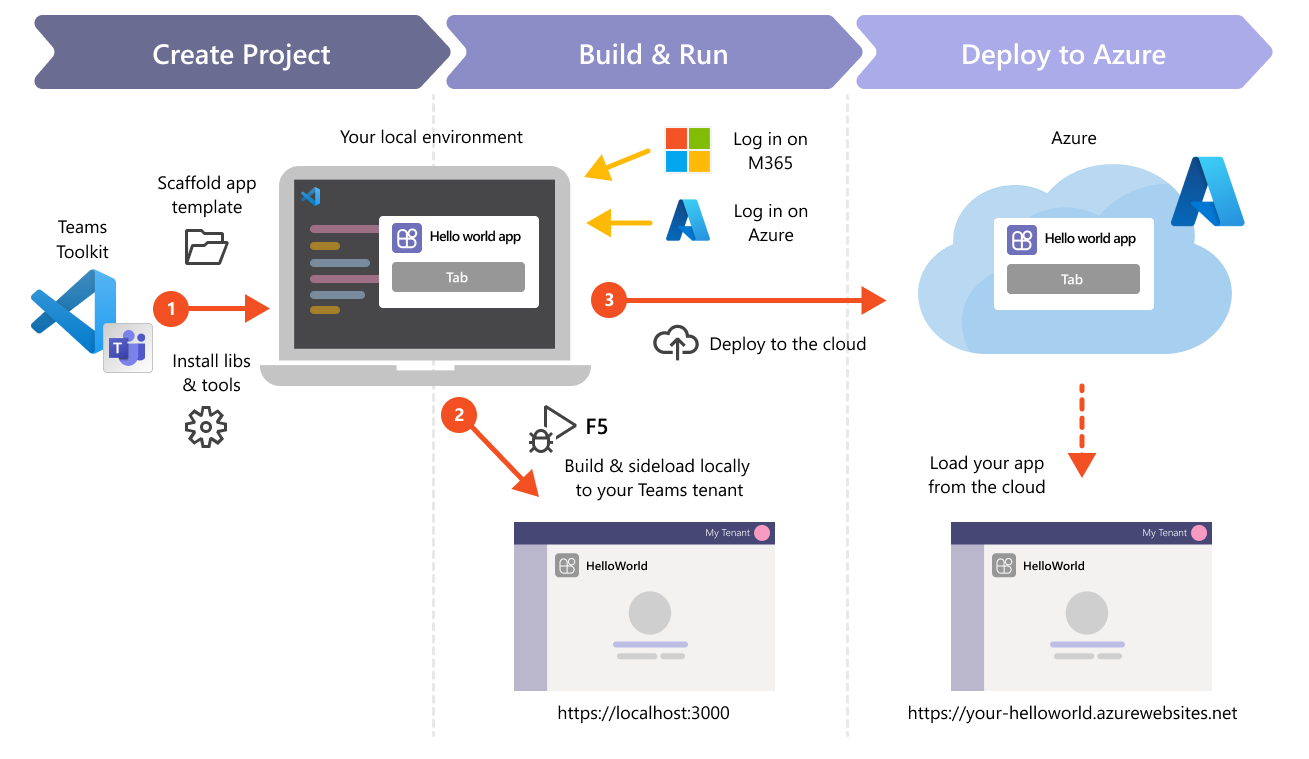 Create Project
Build & Run
Deploy to Azure
Your local environment
Log in on
M365
Azure
Scaffold app
template
Log in on
Azure
Teams
Toolkit
Hello world app
Tab
Hello world app
Tab
1
3
Install libs
& tools
Deploy to the cloud
2
F5
Build & sideload locally
to your Teams tenant
Load your app
from the cloud
T
My Tenant
HelloWorld
https://localhost:3000
My Tenant
HelloWorld
https://your-helloworld.azurewebsites.net